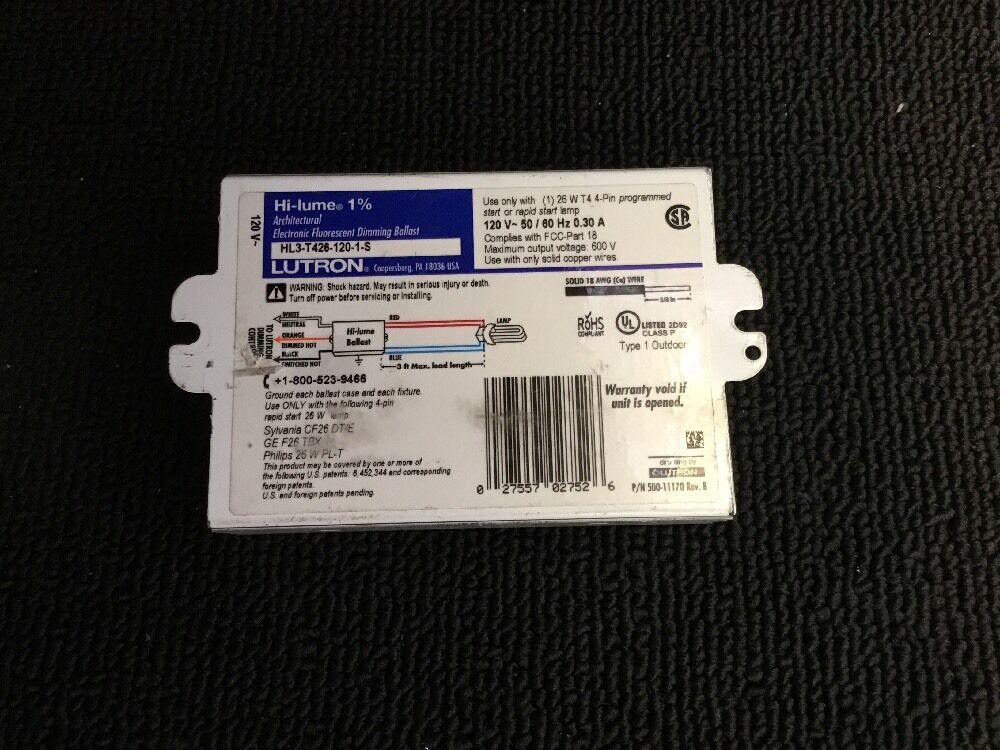 Hi-lume® 1%
Architectural
Electronic Fluorescent Dimming Ballast
HL3-T426-120-1-S
LUTRON® Coopersburg, PA 18036 USA
120 V~
Use only with (1) 26 W T4 4-Pin programmed
start or rapid start lamp
120 V~ 50 / 60 Hz 0.30 A
Complies with FCC-Part 18
Maximum output voltage: 600 V
Use with only solid copper wires.
WARNING: Shock hazard. May result in serious injury or death.
Turn off power before servicing or installing.
SOLID 18 AWG (Cu) WIRE
3/8 in
TO LUTRON
DIMMING
WHITE
NEUTRAL
ORANGE
DIMMED HOT
BLACK
SWITCHED HOT
Hi-lume
Ballast
RED
BLUE
LAMP
3 ft Max. lead length
RoHS
COMPLIANT
UL LISTED 2D92
CLASS P
Type 1 Outdoor
+1-800-523-9466
Ground each ballast case and each fixture.
Use ONLY with the following 4-pin
rapid start 26 W lamp
Sylvania CF26 DT/E
GE F26 TBX
Philips 26 W PL-T
This product may be covered by one or more of
the following U.S. patents: 6,452,344 and corresponding
foreign patents.
U.S. and foreign patents pending.
0 27557 02752 6
Warranty void if
unit is opened.
dimming by
LUTRON
P/N 500-11170 Rev. B